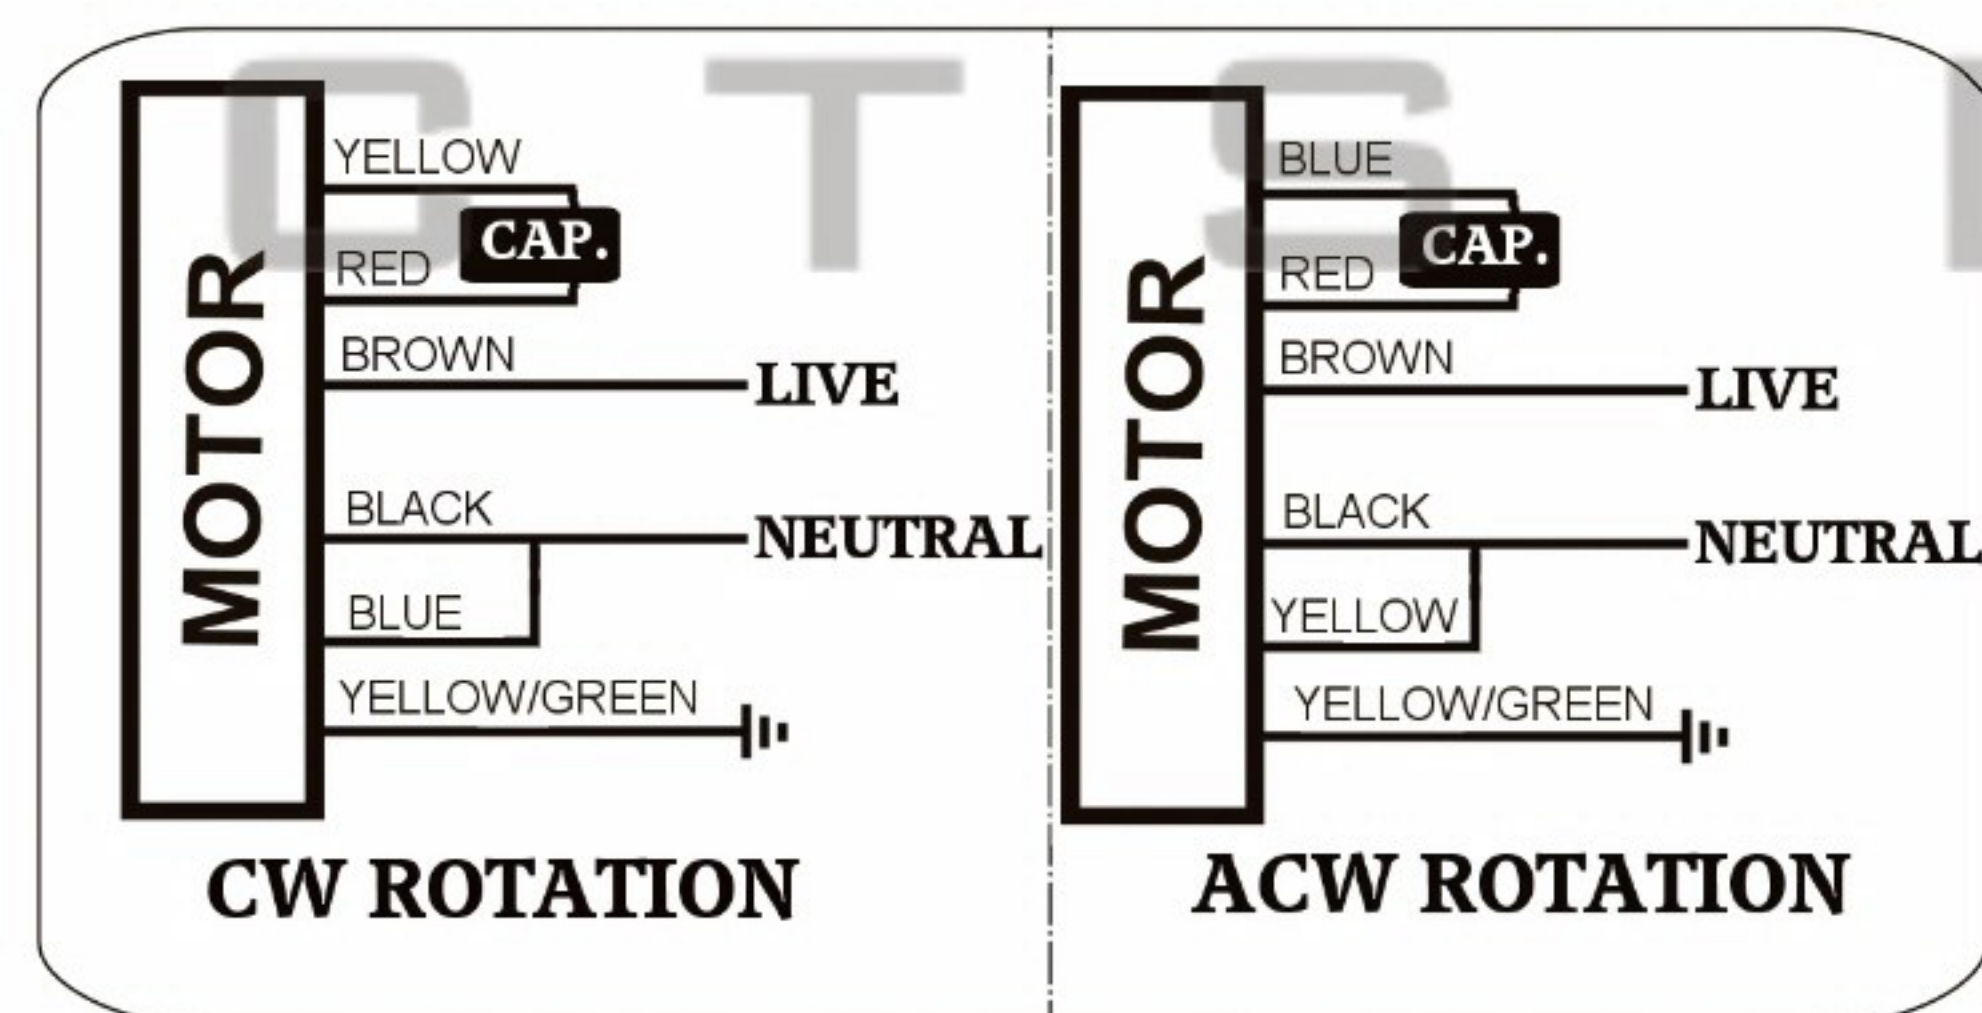 C T S
MOTOR
YELLOW
CAP.
RED
BROWN
LIVE
BLACK
NEUTRAL
BLUE
YELLOW/GREEN
CW ROTATION
MOTOR
BLUE
CAP.
RED
BROWN
LIVE
BLACK
NEUTRAL
YELLOW
YELLOW/GREEN
ACW ROTATION